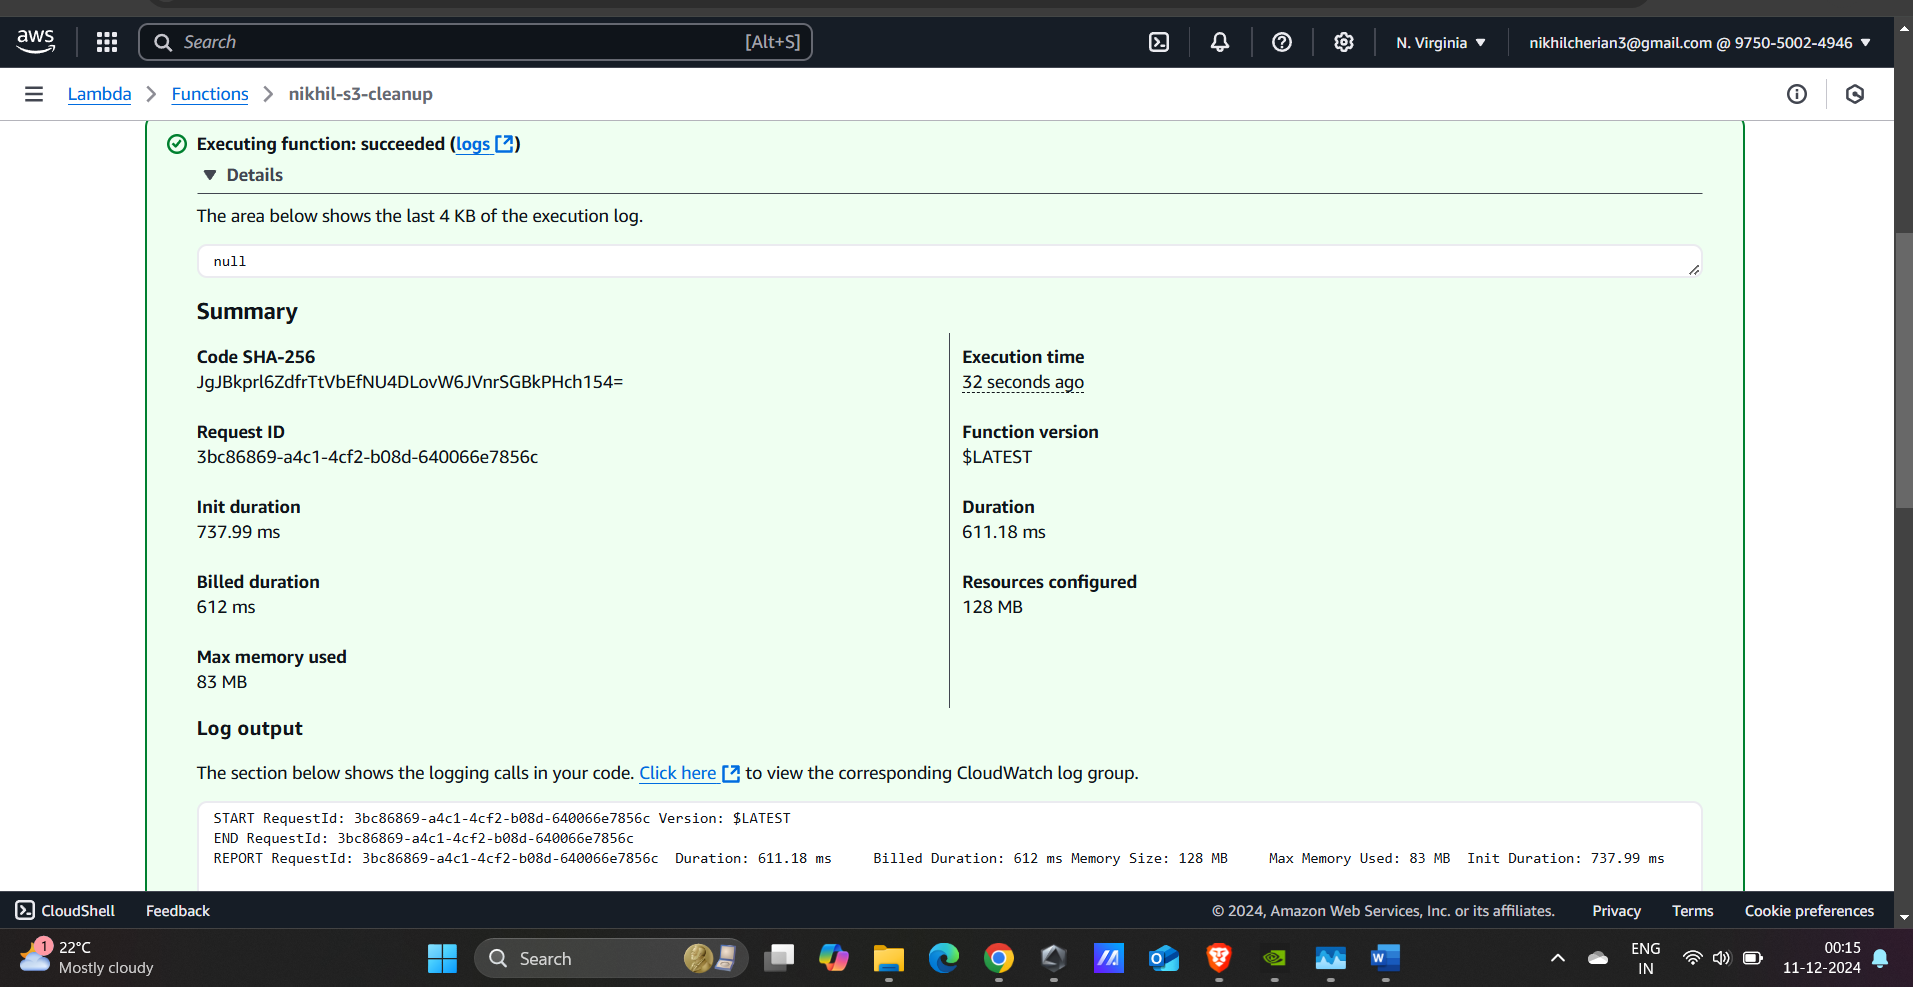 aws
Search [Alt+S]
N. Virginia
nikhilcherian3@gmail.com @ 9750-5002-4946
Lambda
Functions
nikhil-s3-cleanup
Executing function: succeeded (logs )
Details
The area below shows the last 4 KB of the execution log.
null
Summary
Code SHA-256
JgJBkprl6ZdfrTtVbEfNU4DLovW6JVnrSGBkPHch154=
Execution time
32 seconds ago
Request ID
3bc86869-a4c1-4cf2-b08d-640066e7856c
Function version
$LATEST
Init duration
737.99 ms
Duration
611.18 ms
Billed duration
612 ms
Resources configured
128 MB
Max memory used
83 MB
Log output
The section below shows the logging calls in your code. Click here to view the corresponding CloudWatch log group.
START RequestId: 3bc86869-a4c1-4cf2-b08d-640066e7856c Version: $LATEST
END RequestId: 3bc86869-a4c1-4cf2-b08d-640066e7856c
REPORT RequestId: 3bc86869-a4c1-4cf2-b08d-640066e7856c Duration: 611.18 ms Billed Duration: 612 ms Memory Size: 128 MB Max Memory Used: 83 MB Init Duration: 737.99 ms
CloudShell
Feedback
© 2024, Amazon Web Services, Inc. or its affiliates.
Privacy
Terms
Cookie preferences
1
22°C
Mostly cloudy
Search
ENG
IN
00:15
11-12-2024